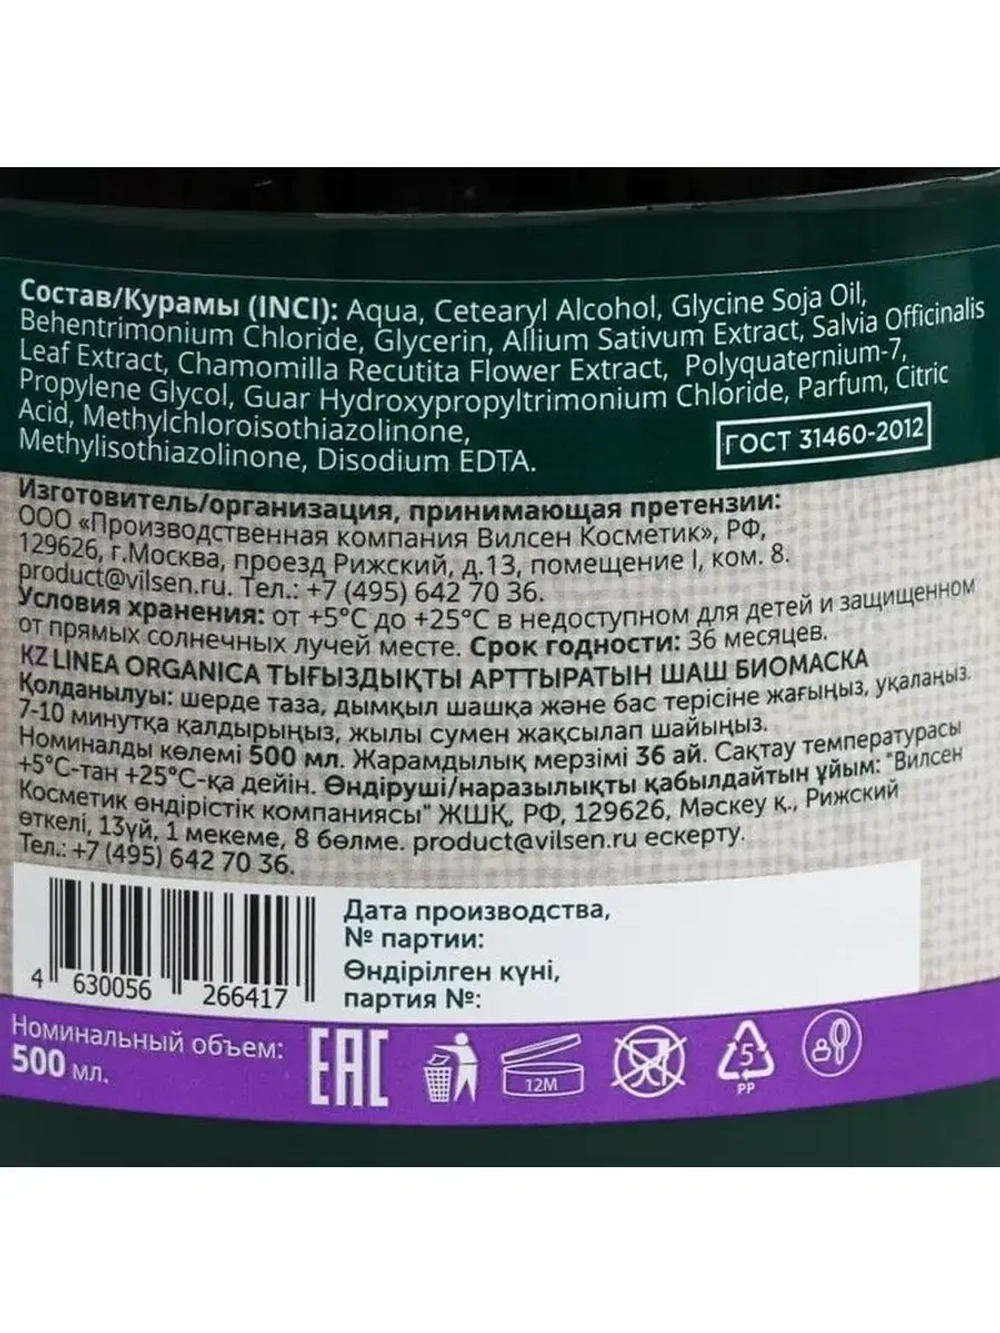 Состав/Курамы (INCI): Aqua, Cetearyl Alcohol, Glycine Soja Oil,
Behentrimonium Chloride, Glycerin, Allium Sativum Extract, Salvia Officinalis
Leaf Extract, Chamomilla Recutita Flower Extract, Polyquaternium-7,
Propylene Glycol, Guar Hydroxypropyltrimonium Chloride, Parfum, Citric
Acid, Methylchloroisothiazolinone,
Methylisothiazolinone, Disodium EDTA.
ГОСТ 31460-2012
Изготовитель/организация, принимающая претензии:
ООО «Производственная компания Вилсен Косметик», РФ,
129626, г.Москва, проезд Рижский, д.13, помещение I, ком. 8.
product@vilsen.ru. Тел.: +7 (495) 642 70 36.
Условия хранения: от +5°С до +25°С в недоступном для детей и защищенном
от прямых солнечных лучей месте. Срок годности: 36 месяцев.
KZ LINEA ORGANICA ТЫҒЫЗДЫҚТЫ АРТТЫРАТЫН ШАШ БИОМАСКА
Қолданылуы: шерде таза, дымқыл шашқа және бас терісіне жағыңыз, уқалаңыз.
7-10 минутқа қалдырыңыз, жылы сумен жақсылап шайыңыз.
Номиналды көлемі 500 мл. Жарамдылық мерзімі 36 ай. Сақтау температурасы
+5°С-тан +25°С-қа дейін. Өндіруші/наразылықты қабылдайтын ұйым: "Вилсен
Косметик өндірістік компаниясы" ЖШҚ, РФ, 129626, Мәскеу қ., Рижский
өткелі, 13үй, 1 мекеме, 8 бөлме. product@vilsen.ru ескерту.
Тел.: +7 (495) 642 70 36.
Дата производства,
№ партии:
Өндірілген күні,
партия №:
4 630056 266417
Номинальный объем:
500 мл.
EAC
12M
5
PP